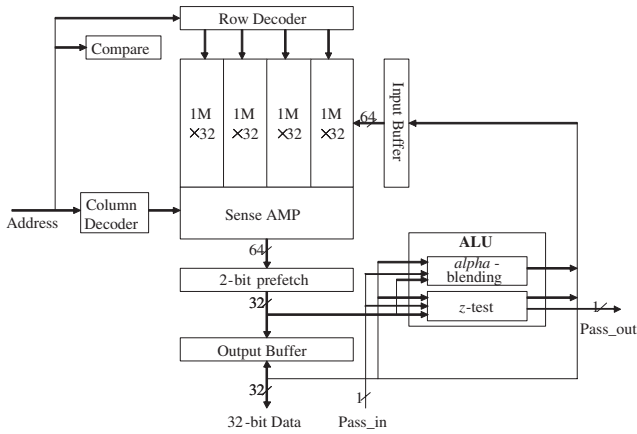 Row Decoder
Compare
1M
×32
1M
×32
1M
×32
1M
×32
64
Input Buffer
Address
Column
Decoder
Sense AMP
64
ALU
alpha-
blending
2-bit prefetch
32
z-test
1
Pass_out
Output Buffer
32
1
32-bit Data
Pass_in